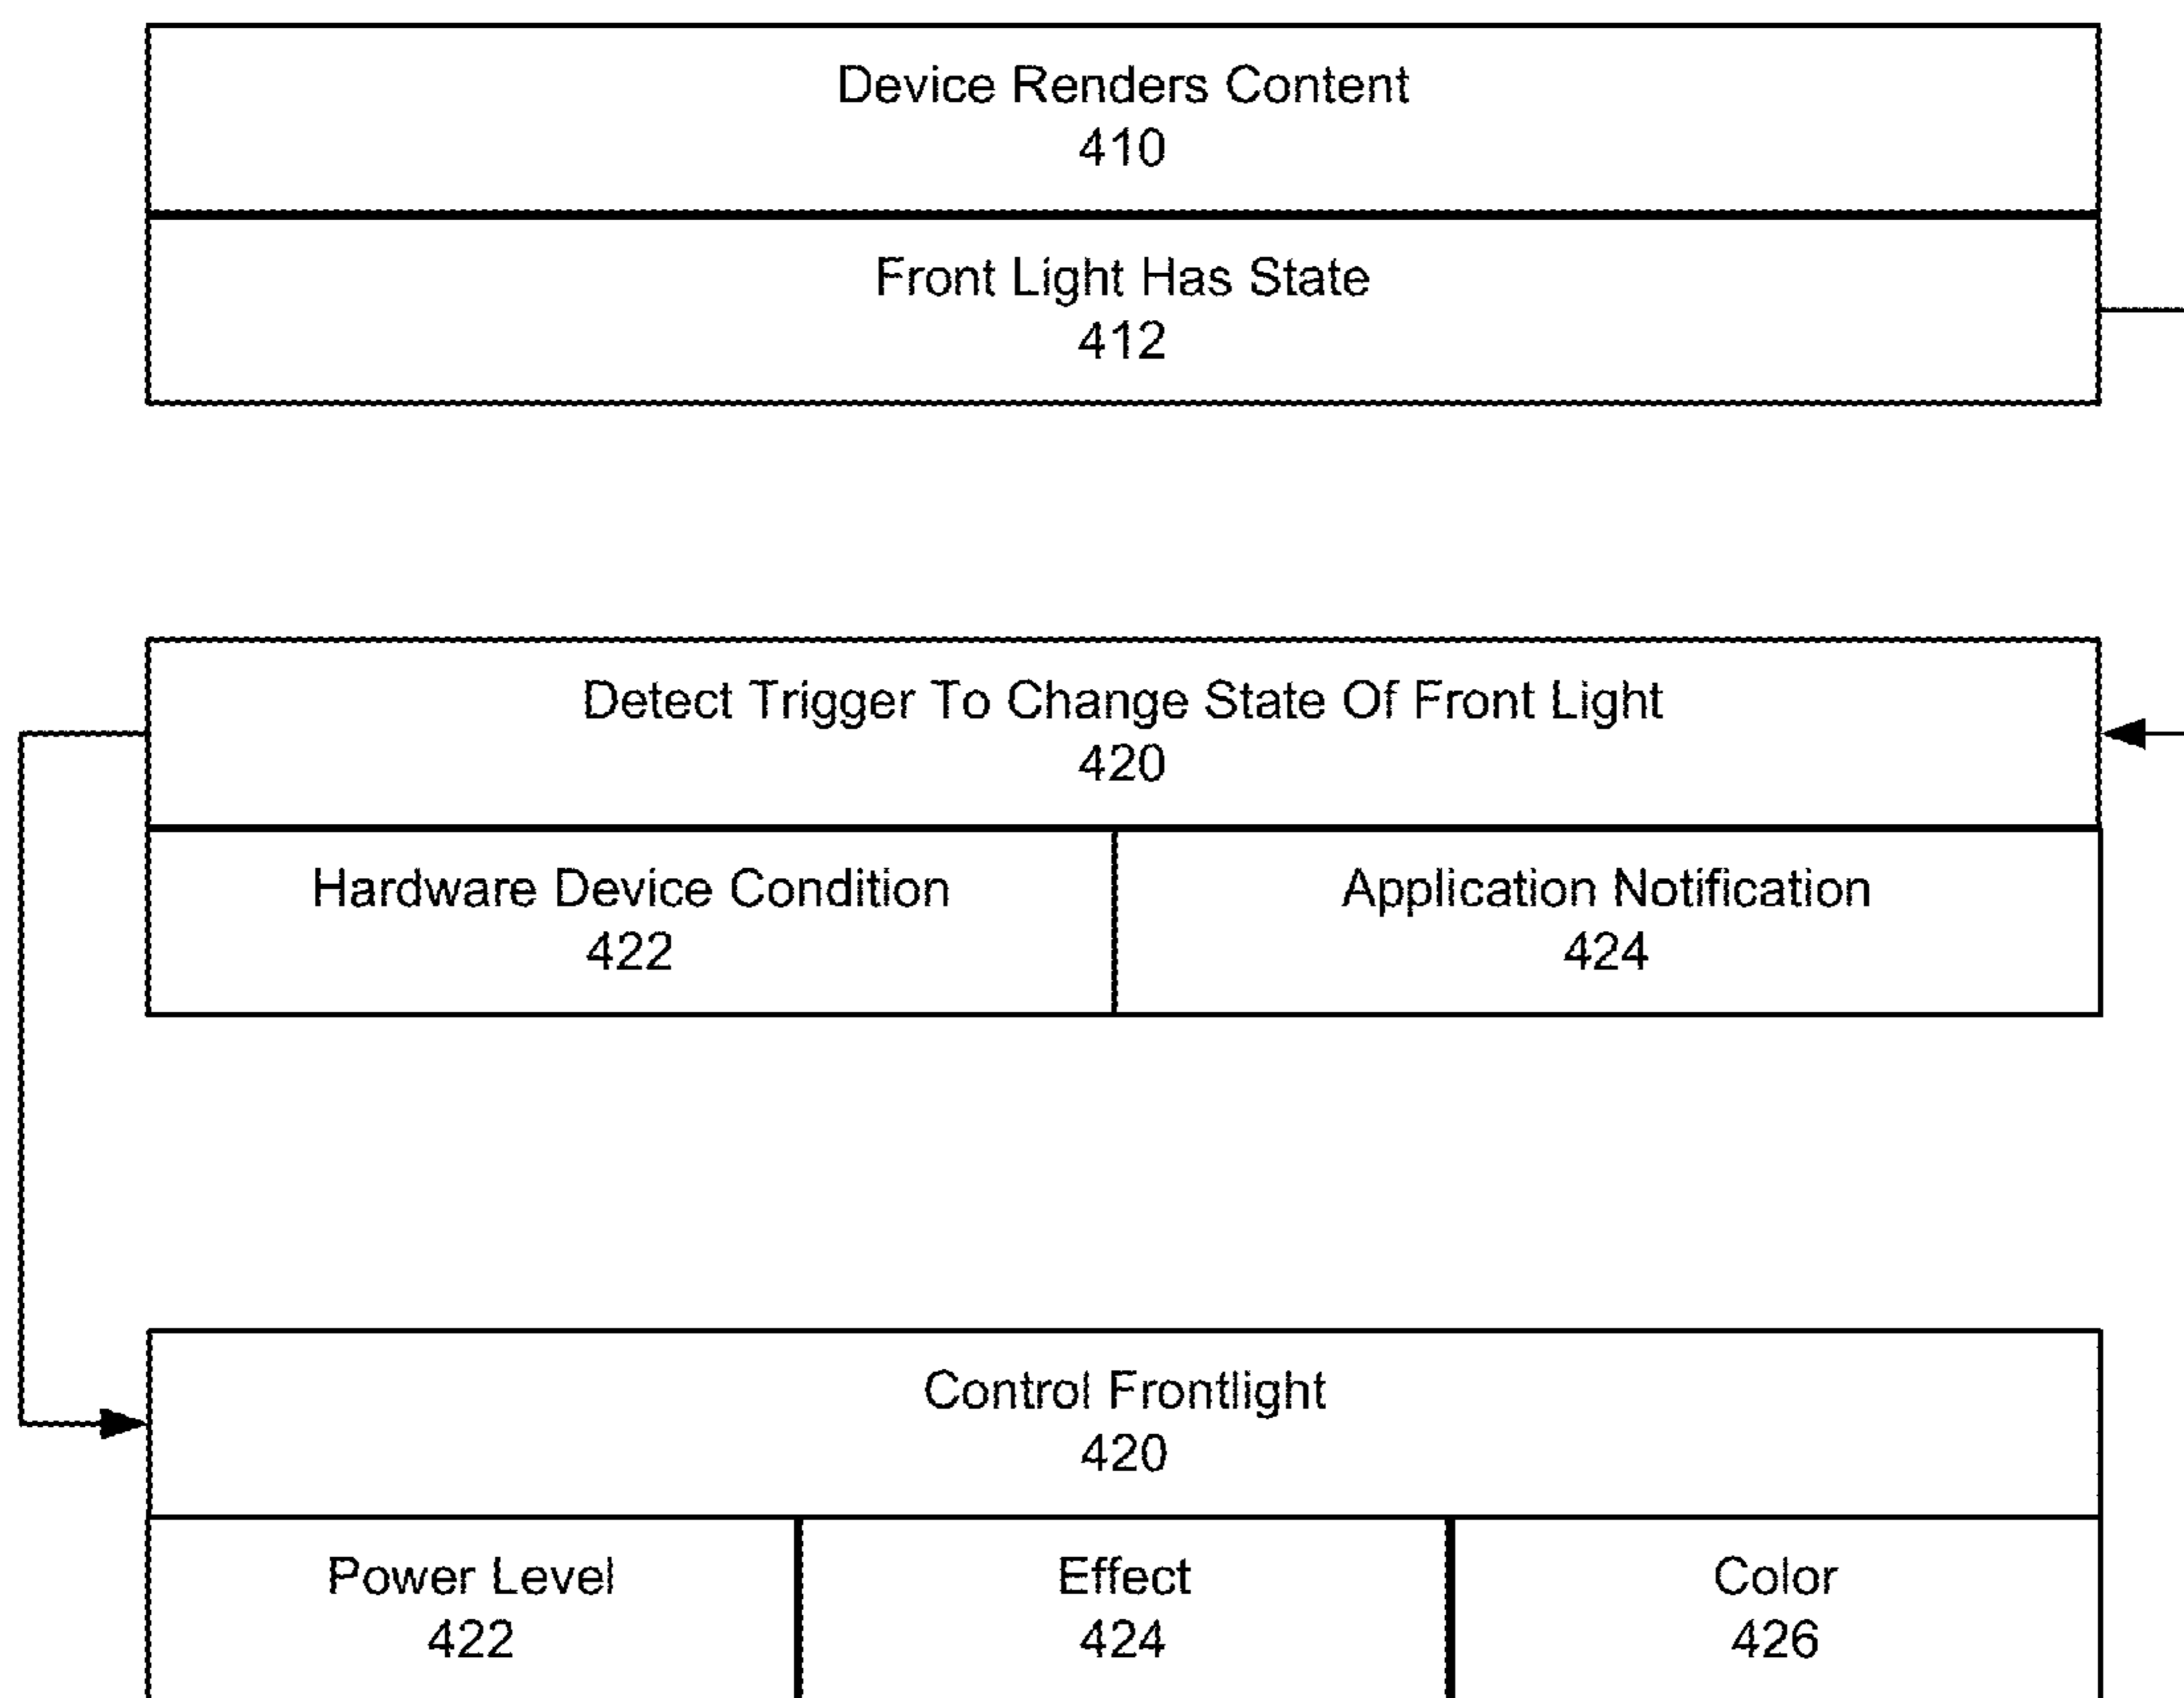 Device Renders Content
410
Front Light Has State
412
Detect Trigger To Change State Of Front Light
420
Hardware Device Condition
422
Application Notification
424
Control Frontlight
420
Power Level
422
Effect
424
Color
426